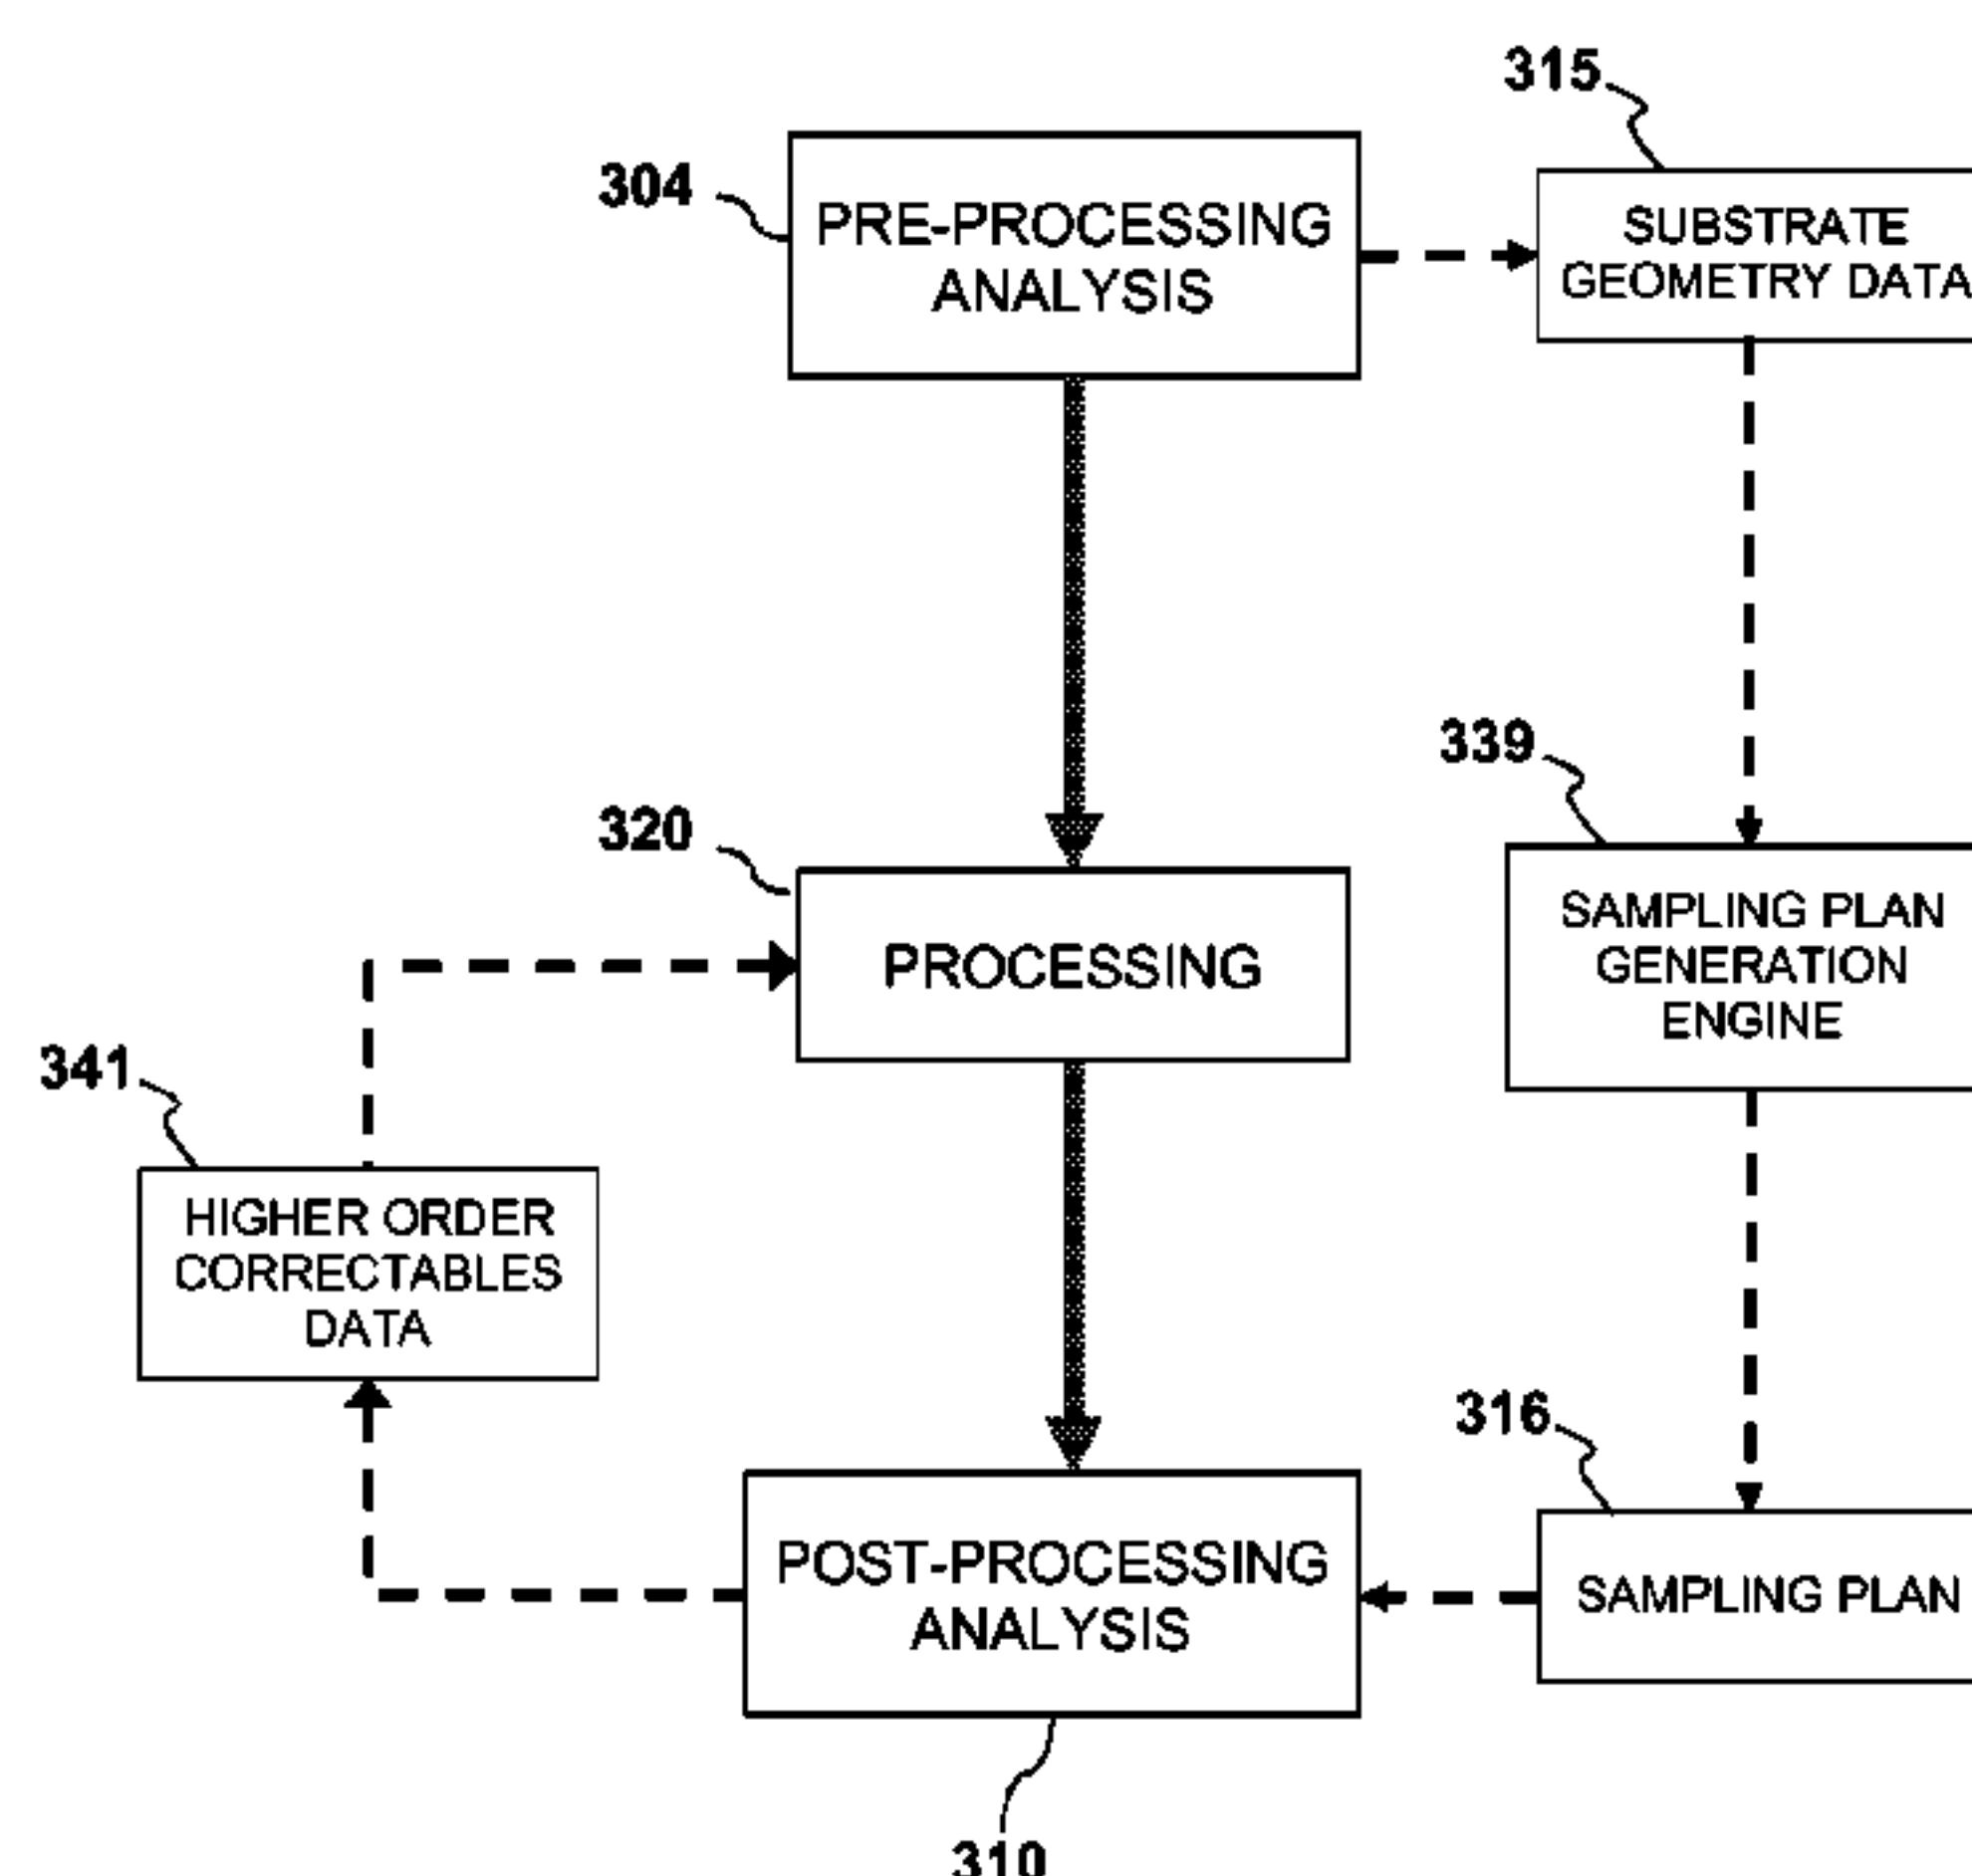 315
304
PRE-PROCESSING
ANALYSIS
SUBSTRATE
GEOMETRY DATA
339
320
SAMPLING PLAN
GENERATION
ENGINE
PROCESSING
341
HIGHER ORDER
CORRECTABLES
DATA
316
POST-PROCESSING
ANALYSIS
SAMPLING PLAN
310